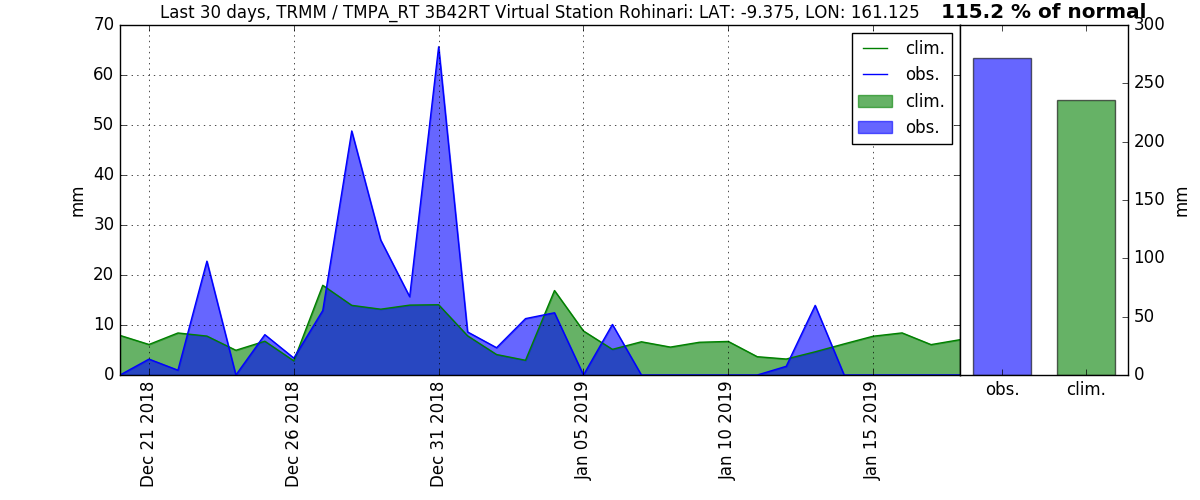 Last 30 days, TRMM / TMPA_RT 3B42RT Virtual Station Rohinari: LAT: -9.375, LON: 161.125
115.2 % of normal
70
60
50
40
30
20
10
0
mm
clim.
obs.
clim.
obs.
Dec 21 2018
Dec 26 2018
Dec 31 2018
Jan 05 2019
Jan 10 2019
Jan 15 2019
300
250
200
150
100
50
0
mm
obs.
clim.